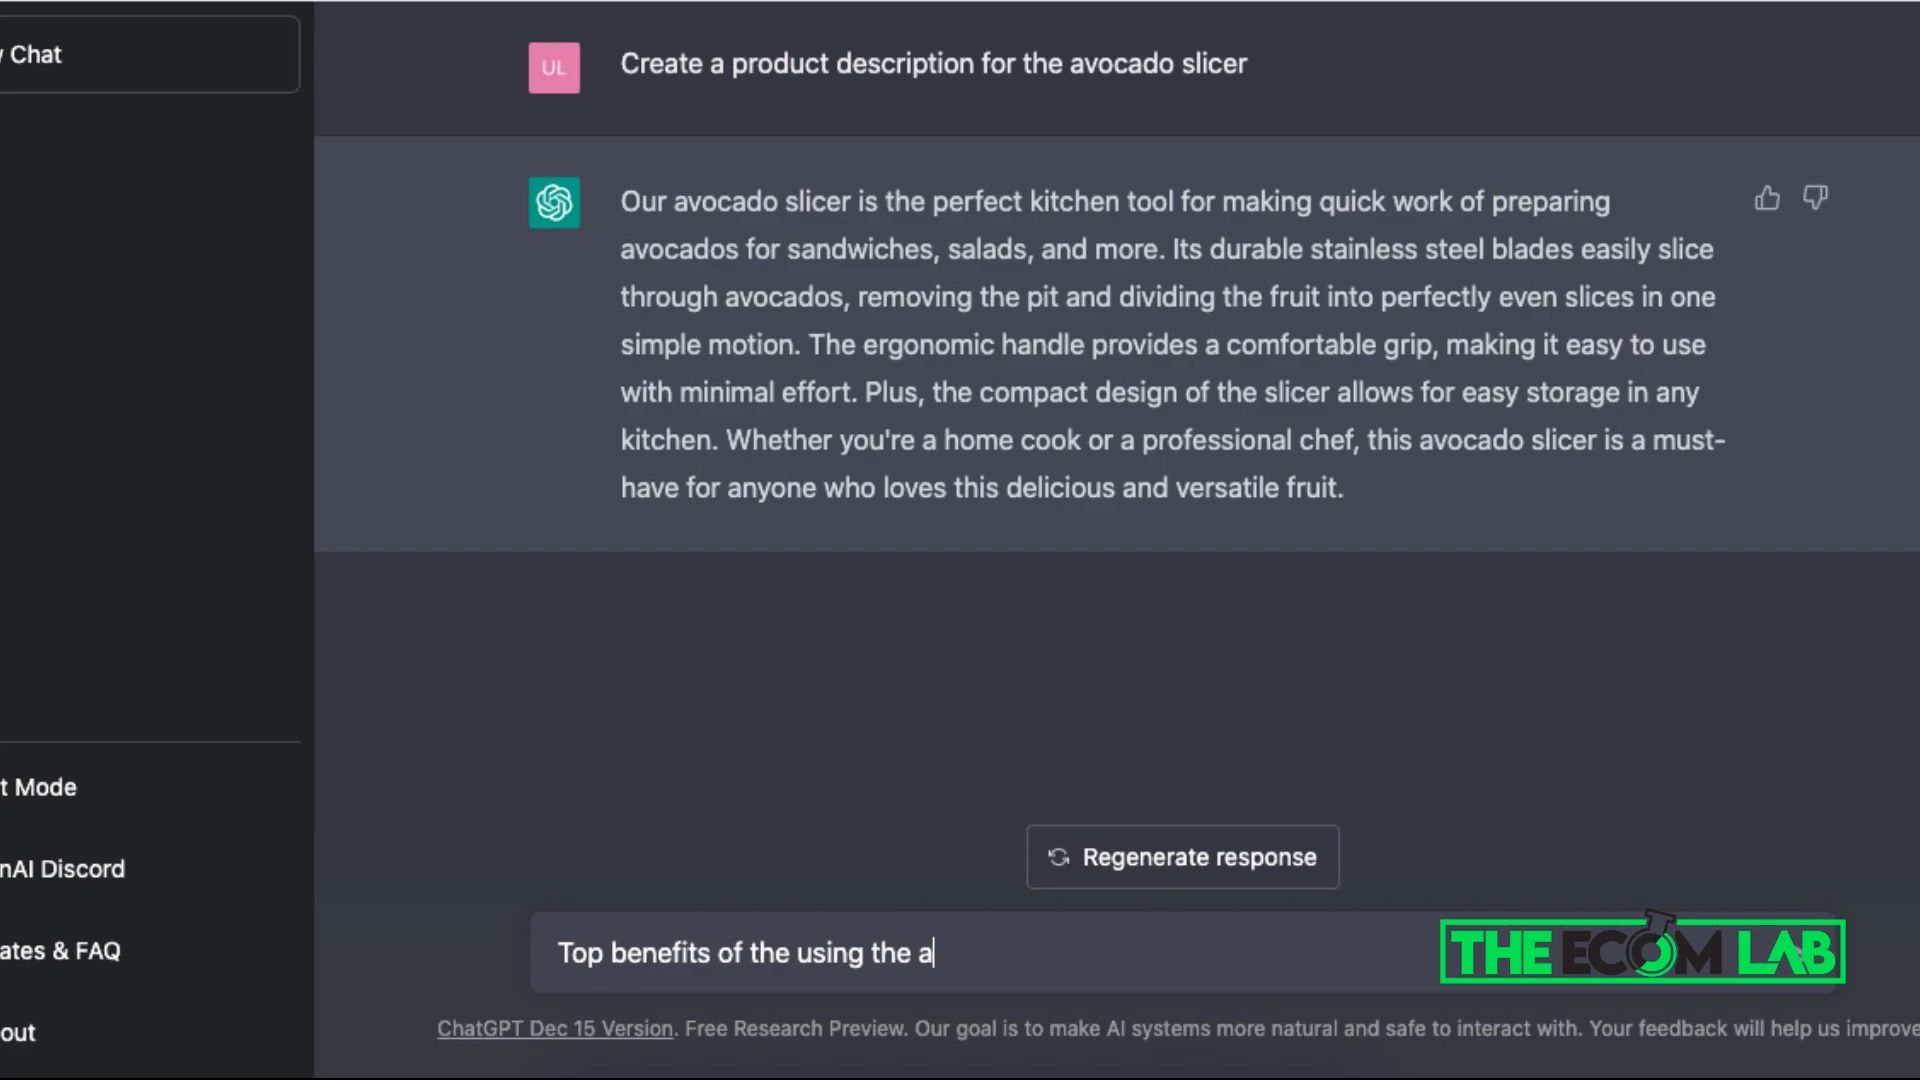 Chat
UL
Create a product description for the avocado slicer
Our avocado slicer is the perfect kitchen tool for making quick work of preparing
avocados for sandwiches, salads, and more. Its durable stainless steel blades easily slice
through avocados, removing the pit and dividing the fruit into perfectly even slices in one
simple motion. The ergonomic handle provides a comfortable grip, making it easy to use
with minimal effort. Plus, the compact design of the slicer allows for easy storage in any
kitchen. Whether you're a home cook or a professional chef, this avocado slicer is a must-
have for anyone who loves this delicious and versatile fruit.
t Mode
nAI Discord
ates & FAQ
out
Regenerate response
Top benefits of the using the a
THE ECOM LAB
ChatGPT Dec 15 Version. Free Research Preview. Our goal is to make AI systems more natural and safe to interact with. Your feedback will help us improve